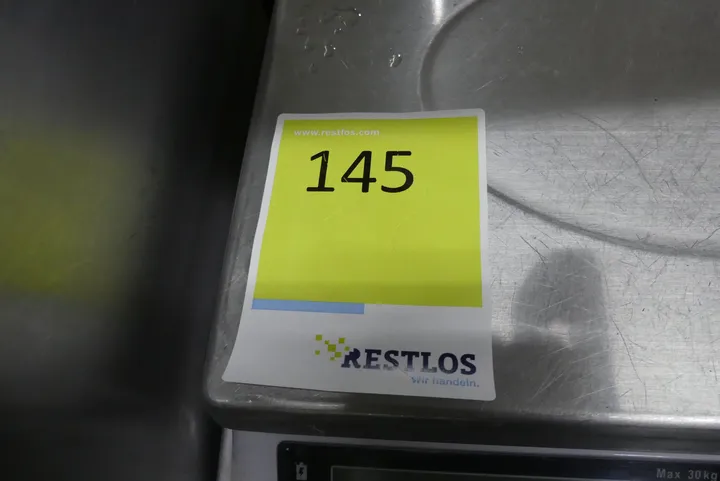 www.restlos.com
145
RESTLOS
Wir handeln.
Max 30kg